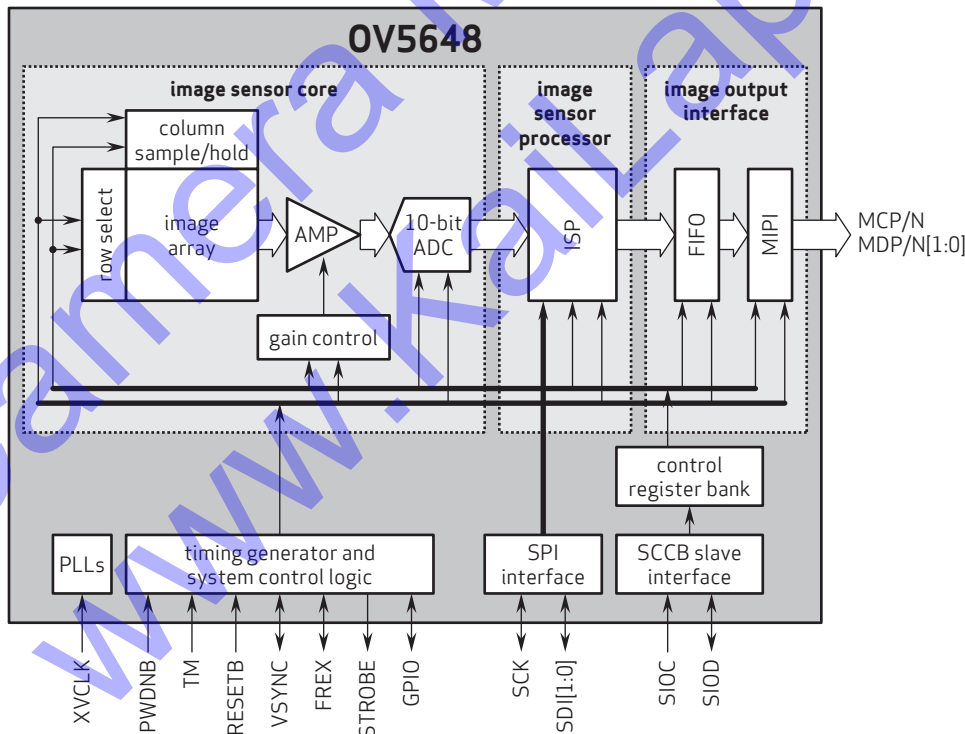 OV5648
image sensor core
image
sensor
processor
image output
interface
column
sample/hold
row select
image
array
AMP
10-bit
ADC
ISP
FIFO
MIPI
MCP/N
MDP/N[1:0]
gain control
control
register bank
PLLs
timing generator and
system control logic
SPI
interface
SCCB slave
interface
XVCLK
PWDNB
TM
RESETB
VSYNC
FREX
STROBE
GPIO
SCK
SDI[1:0]
SIOC
SIOD